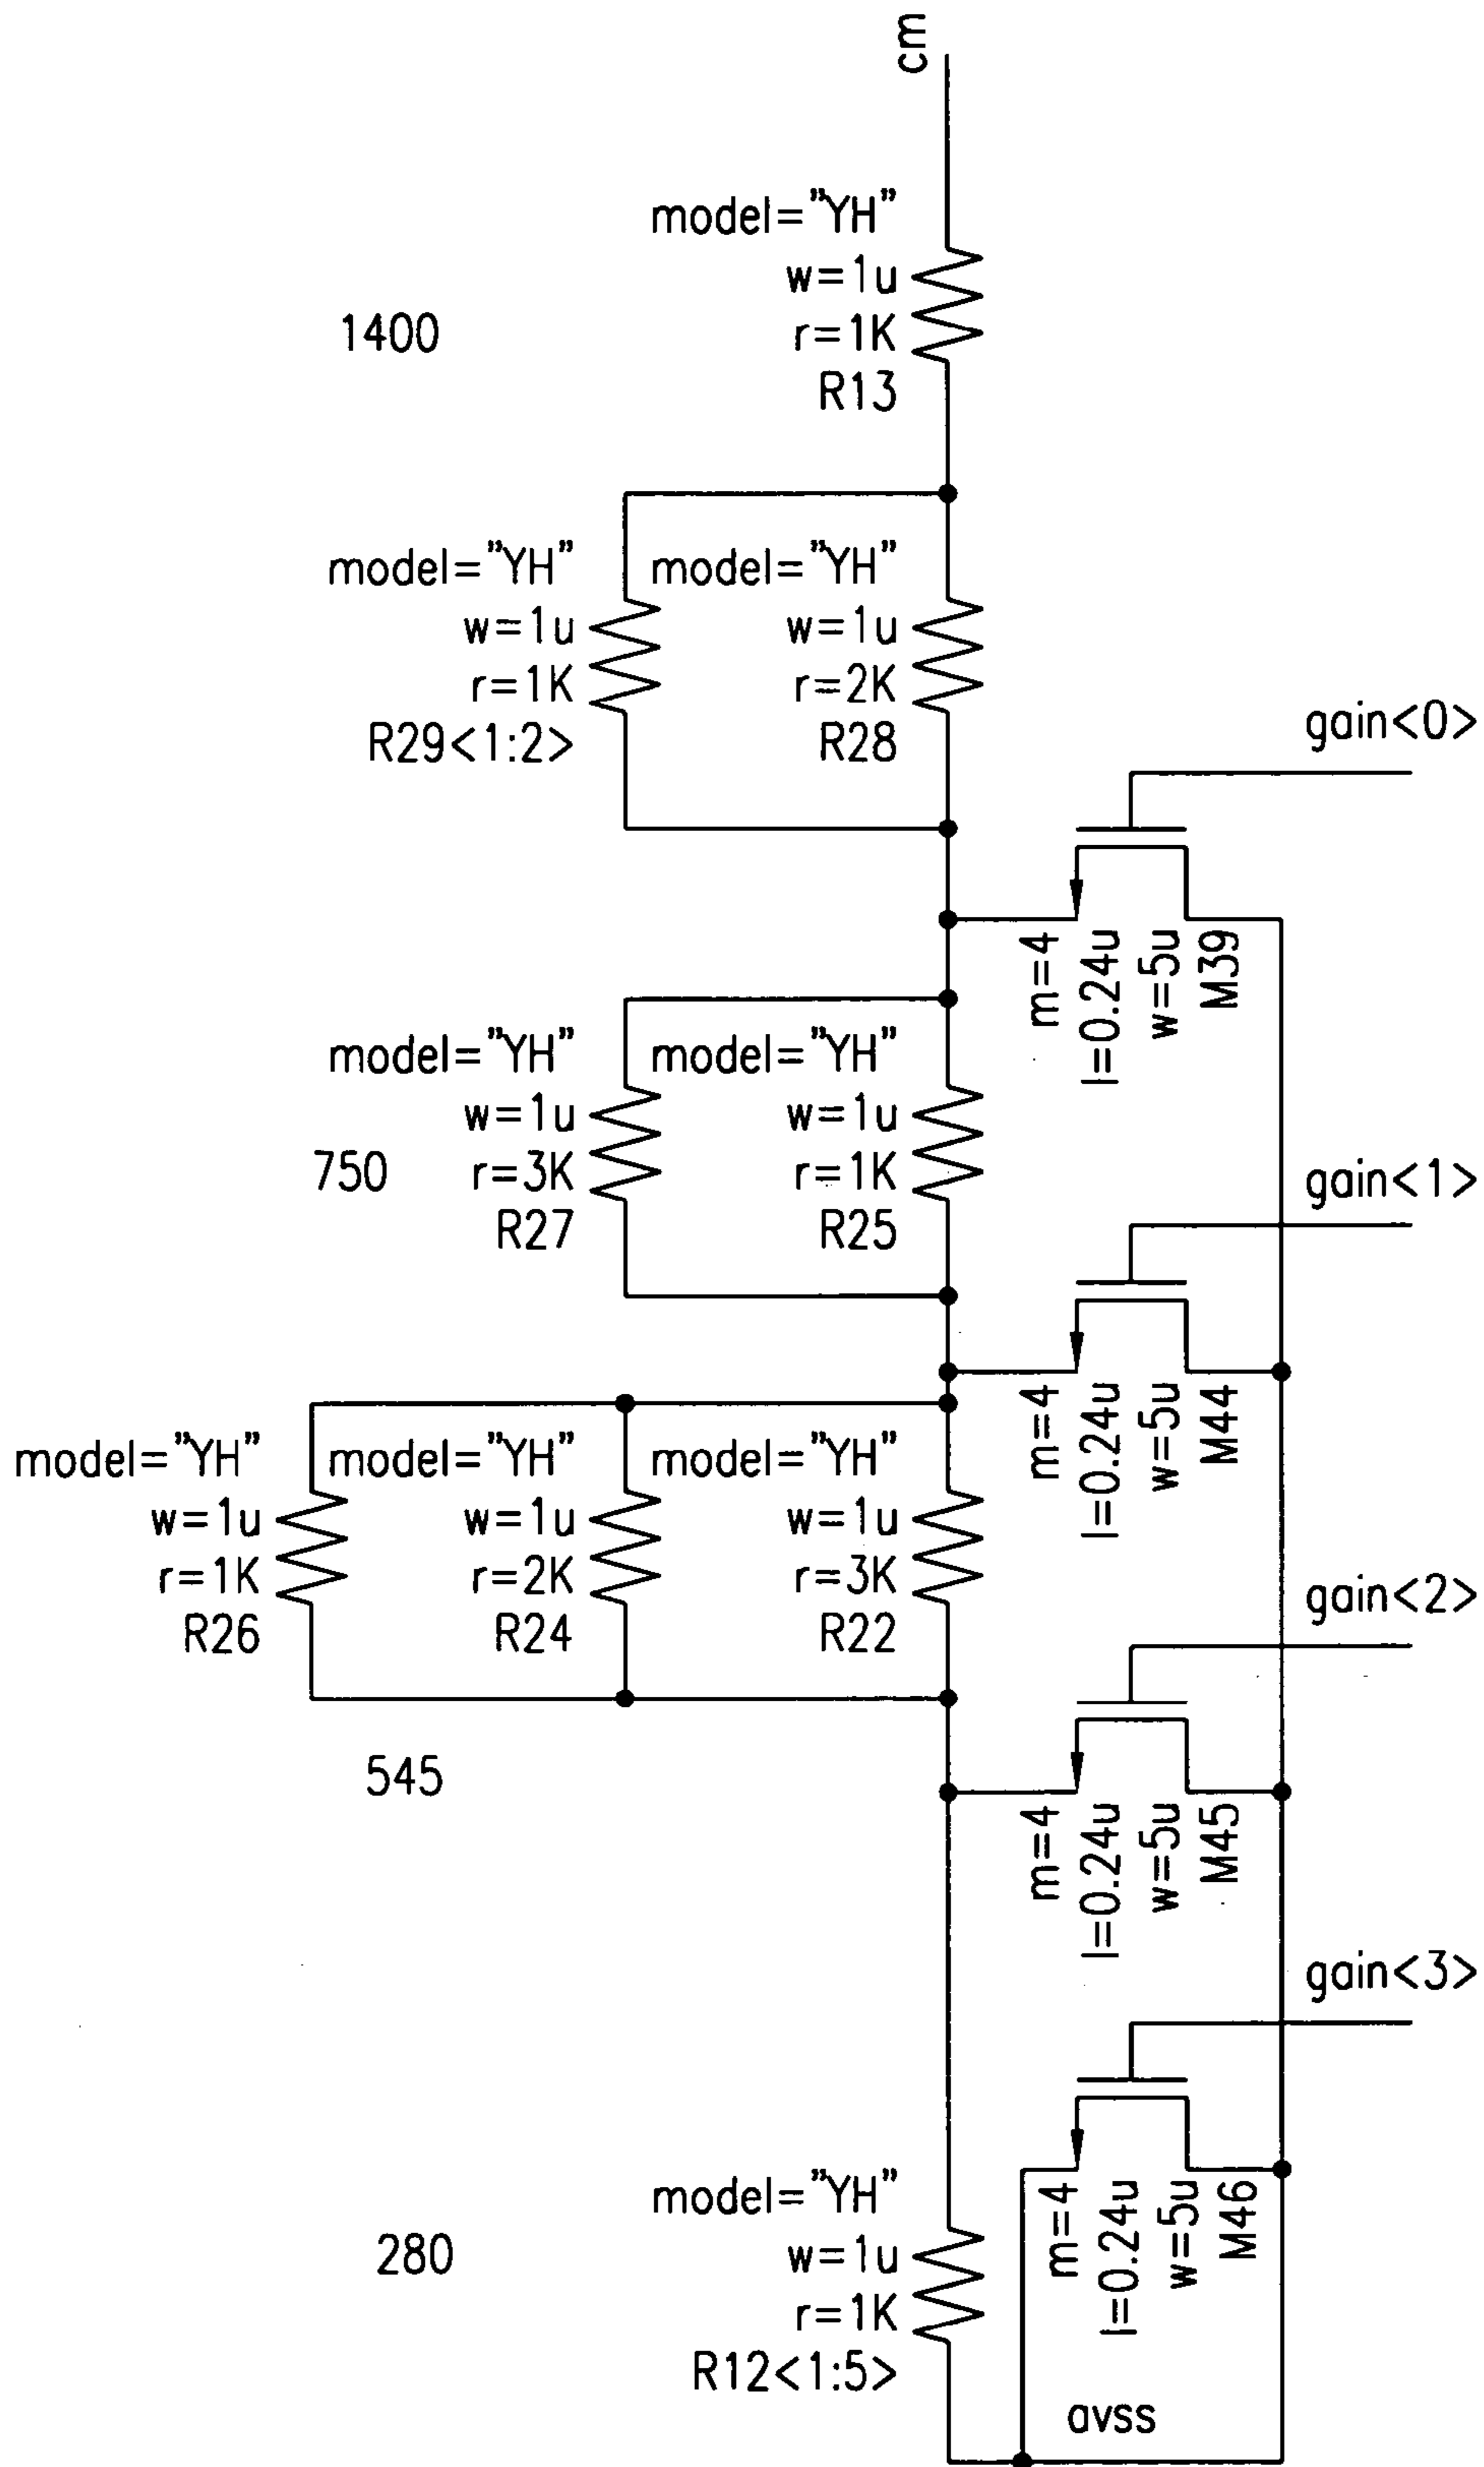 cm
model="YH"
w=1u
r=1K
R13
1400
model="YH"
w=1u
r=1K
R29<1:2>
model="YH"
w=1u
r=2K
R28
gain<0>
m=4
l=0.24u
w=5u
M39
model="YH"
w=1u
r=3K
R27
750
model="YH"
w=1u
r=1K
R25
gain<1>
m=4
l=0.24u
w=5u
M44
model="YH"
w=1u
r=1K
R26
model="YH"
w=1u
r=2K
R24
model="YH"
w=1u
r=3K
R22
gain<2>
545
m=4
l=0.24u
w=5u
M45
gain<3>
m=4
l=0.24u
w=5u
M46
280
model="YH"
w=1u
r=1K
R12<1:5>
avss